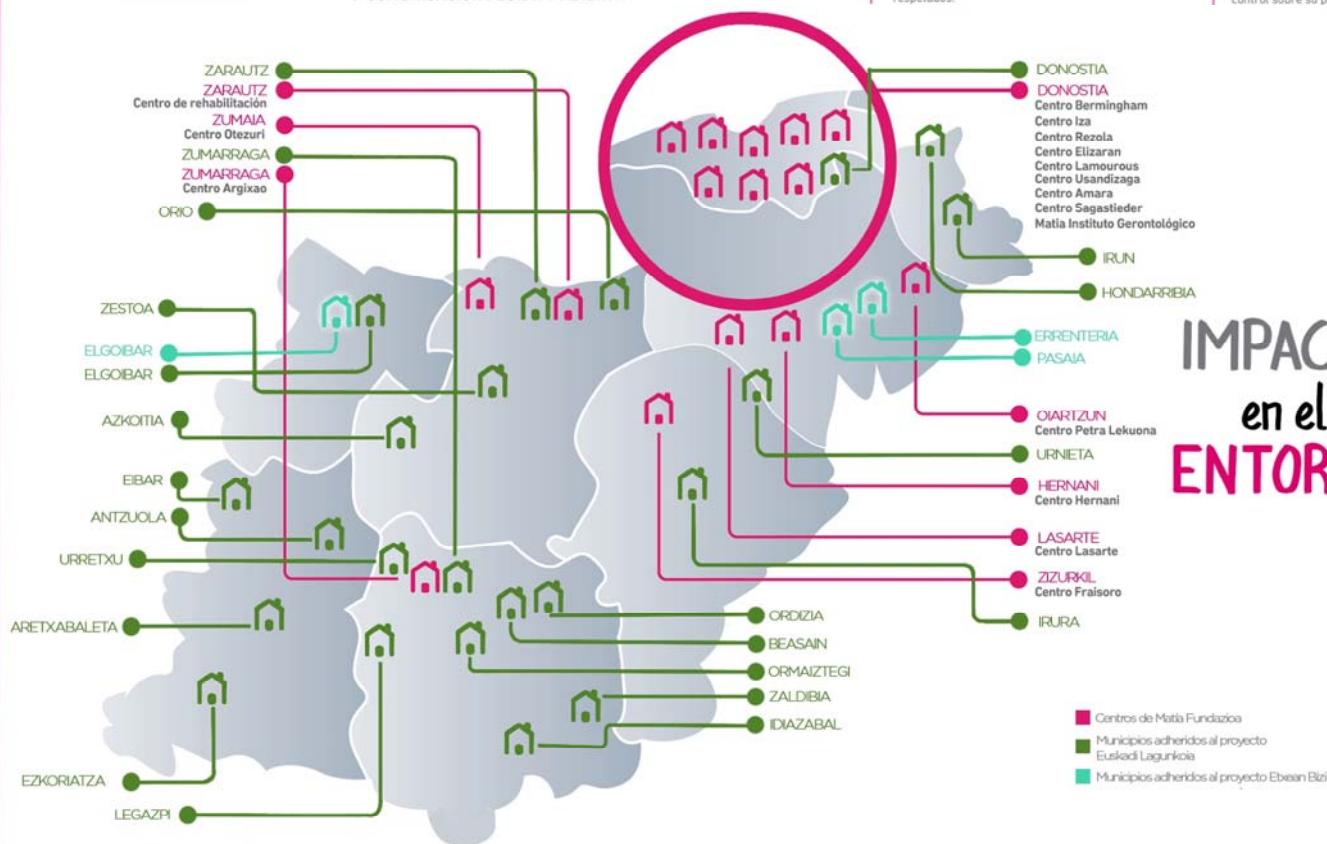 respetados.
ZARAUTZ
ZARAUTZ
Centro de rehabilitación
ZUMAIA
Centro Otezuri
ZUMARRAGA
ZUMARRAGA
Centro Argixao
ORIO
ZESTOA
ELGOIBAR
ELGOIBAR
AZKOITIA
EIBAR
ANTZUOLA
URRETXU
ARETXABALETA
EZKORIATZA
LEGAZPI
DONOSTIA
DONOSTIA
Centro Bermingham
Centro Iza
Centro Rezola
Centro Elizaran
Centro Lamourous
Centro Usandizaga
Centro Amara
Centro Sagastieder
Matia Instituto Gerontológico
IRUN
HONDARRIBIA
ERRENTERIA
PASAIA
OIARTZUN
Centro Petra Lekuona
URNIETA
HERNANI
Centro Hernani
LASARTE
Centro Lasarte
ZIZURKIL
Centro Fraisoro
IRURA
ORDIZIA
BEASAIN
ORMAIZTEGI
ZALDIBIA
IDIAZABAL
IMPAC
en el
ENTOR
Centros de Matía Fundazioa
Municipios adheridos al proyecto
Euskadi Lagunkoia
Municipios adheridos al proyecto Etxean Bizi